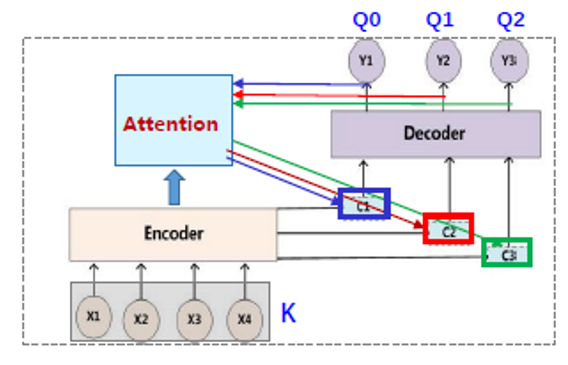 Q0 Q1 Q2
Y1 Y2 Y3
Attention
Decoder
C1
C2
Encoder
C3
X1 X2 X3 X4
K